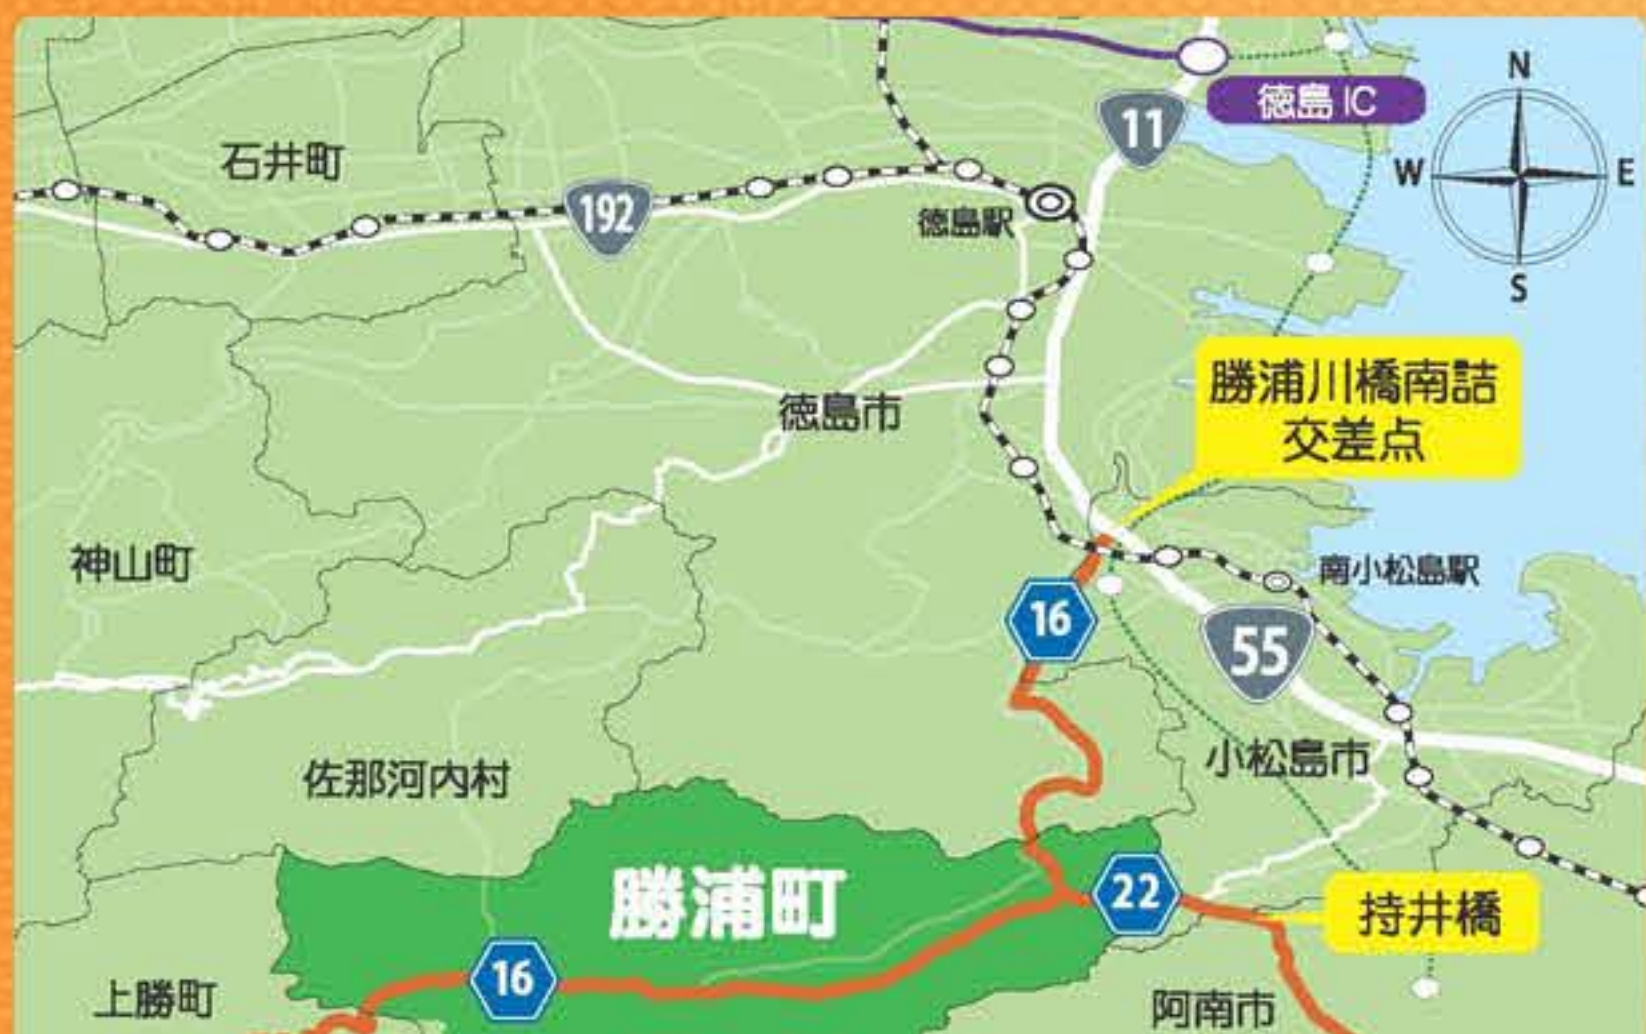 N
徳島 IC
11
W
E
石井町
192
徳島駅
S
勝浦川橋南詰
交差点
徳島市
神山町
南小松島駅
16
55
小松島市
佐那河内村
勝浦町
22
持井橋
16
上勝町
阿南市